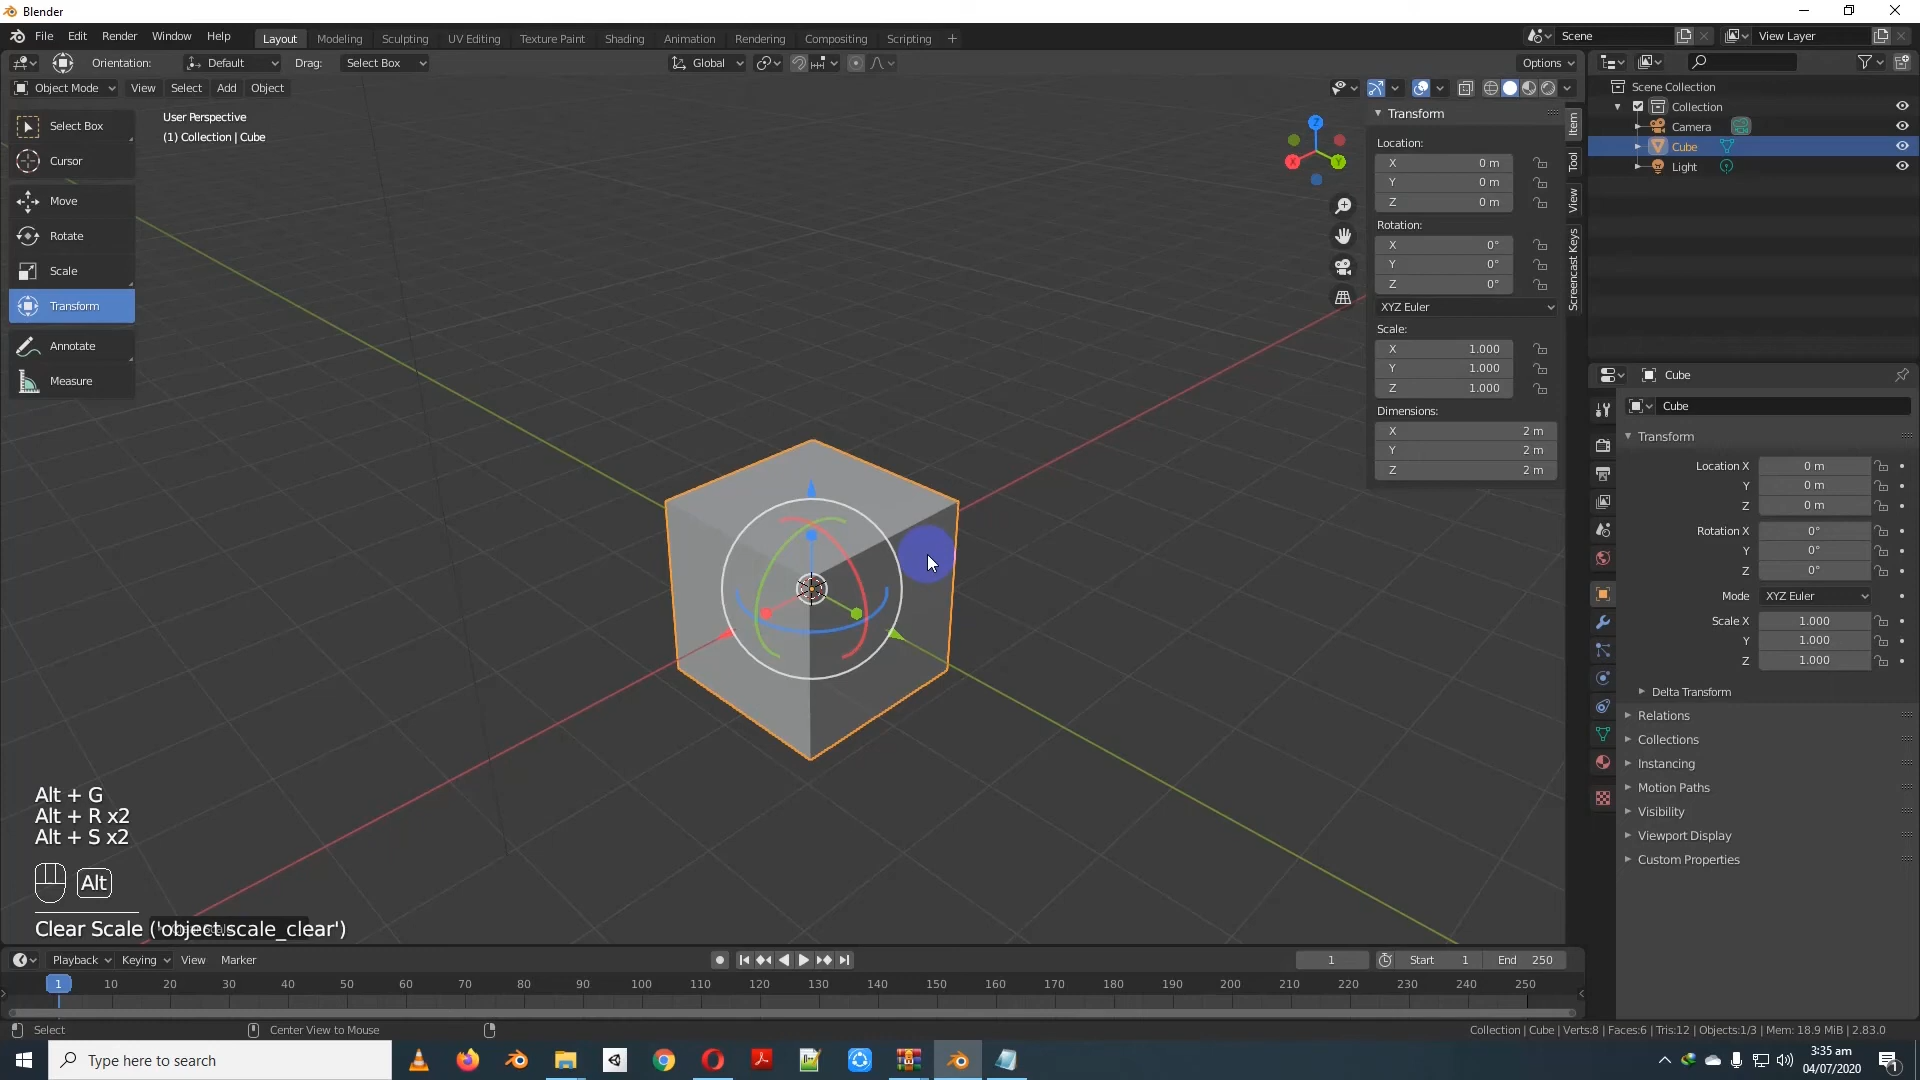 Blender
File Edit Render Window Help
Layout Modeling Sculpting UV Editing Texture Paint Shading Animation Rendering Compositing Scripting +
Scene
View Layer
Orientation: Default Drag: Select Box Global Options
Object Mode View Select Add Object
User Perspective
(1) Collection | Cube
Select Box
Cursor
Move
Rotate
Scale
Transform
Annotate
Measure
Z
X
Y
Transform
Location:
X 0 m
Y 0 m
Z 0 m
Rotation:
X 0°
Y 0°
Z 0°
XYZ Euler
Scale:
X 1.000
Y 1.000
Z 1.000
Dimensions:
X 2 m
Y 2 m
Z 2 m
Item
Tool
View
Screencast Keys
Scene Collection
Collection
Camera
Cube
Light
Cube
Cube
Transform
Location X 0 m
Y 0 m
Z 0 m
Rotation X 0°
Y 0°
Z 0°
Mode XYZ Euler
Scale X 1.000
Y 1.000
Z 1.000
Delta Transform
Relations
Collections
Instancing
Motion Paths
Visibility
Viewport Display
Custom Properties
Alt + G
Alt + R x2
Alt + S x2
Alt
Clear Scale ('object.scale_clear')
Playback Keying View Marker 1 Start 1 End 250
1 10 20 30 40 50 60 70 80 90 100 110 120 130 140 150 160 170 180 190 200 210 220 230 240 250
Select Center View to Mouse
Collection | Cube | Verts:8 | Faces:6 | Tris:12 | Objects:1/3 | Mem: 18.9 MiB | 2.83.0
Type here to search
3:35 am
04/07/2020
1